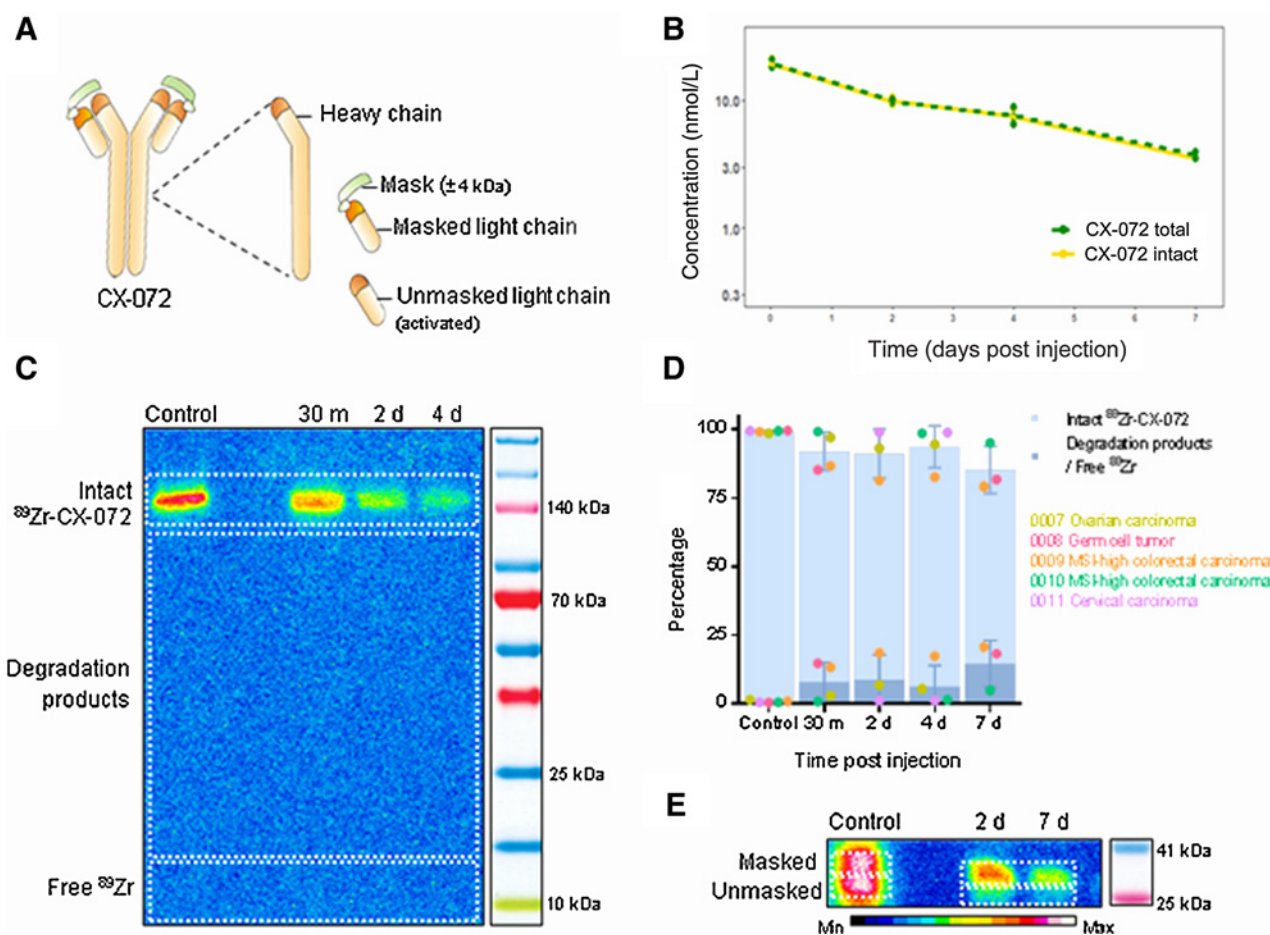 A
Heavy chain
Mask (±4 kDa)
Masked light chain
Unmasked light chain
(activated)
CX-072
B
Concentration (nmol/L)
10.0
3.0
1.0
0.3
CX-072 total
CX-072 intact
0 1 2 3 4 5 6 7
Time (days post injection)
C
Control 30 m 2 d 4 d
Intact
⁸⁹Zr-CX-072
Degradation
products
Free ⁸⁹Zr
140 kDa
70 kDa
25 kDa
10 kDa
D
Percentage
100
75
50
25
0
Control 30 m 2 d 4 d 7 d
Time post injection
Intact ⁸⁹Zr-CX-072
Degradation products
/ Free ⁸⁹Zr
0007 Ovarian carcinoma
0008 Germ cell tumor
0009 MSI-high colorectal carcinoma
0010 MSI-high colorectal carcinoma
0011 Cervical carcinoma
E
Control 2 d 7 d
Masked
Unmasked
41 kDa
25 kDa
Min Max